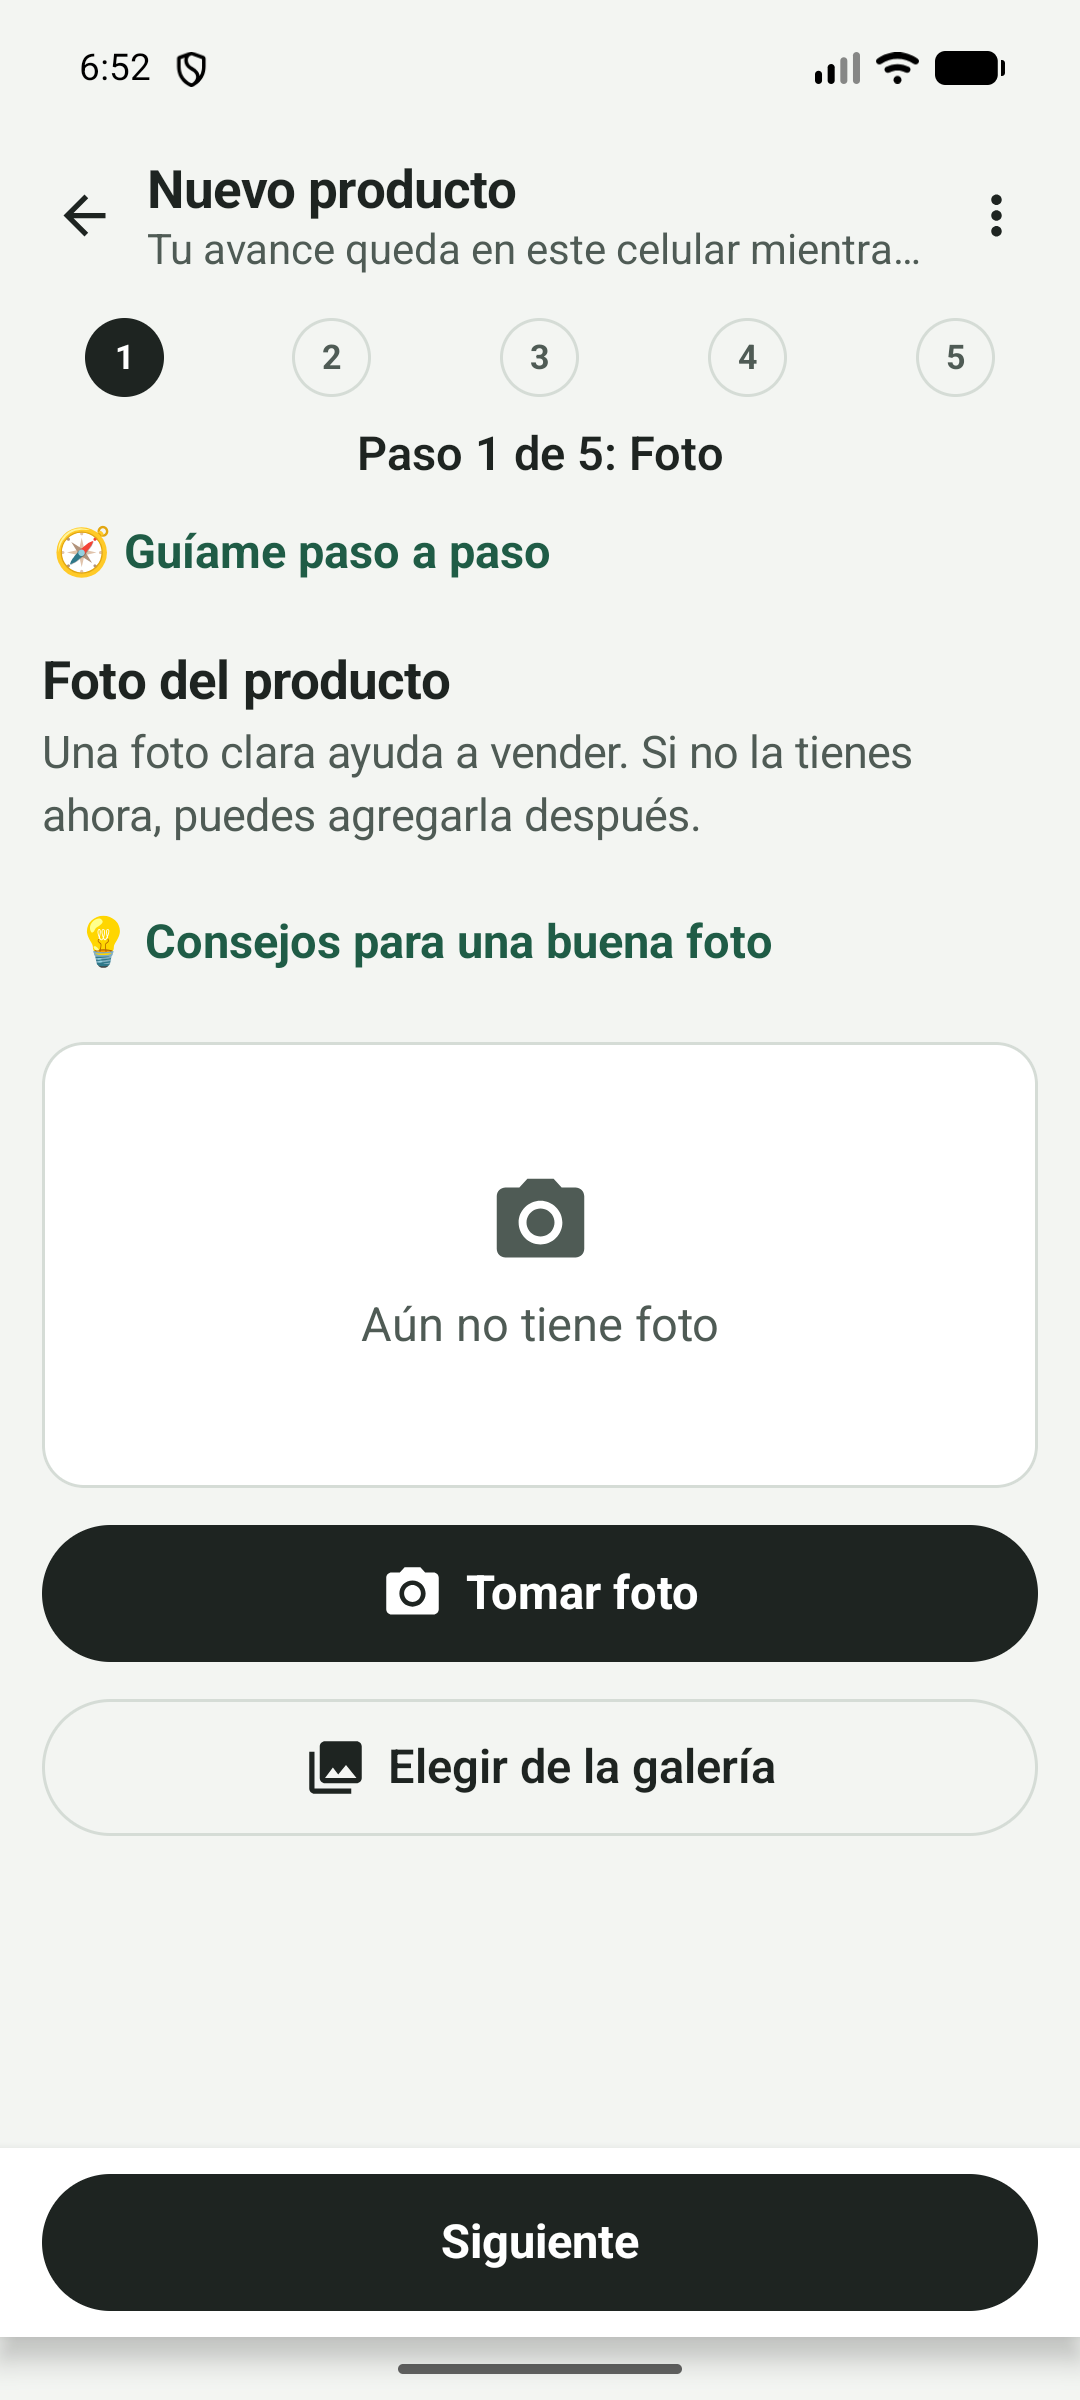 6:52
Nuevo producto
Tu avance queda en este celular mientra...
1 2 3 4 5
Paso 1 de 5: Foto
Guíame paso a paso
Foto del producto
Una foto clara ayuda a vender. Si no la tienes
ahora, puedes agregarla después.
Consejos para una buena foto
Aún no tiene foto
Tomar foto
Elegir de la galería
Siguiente